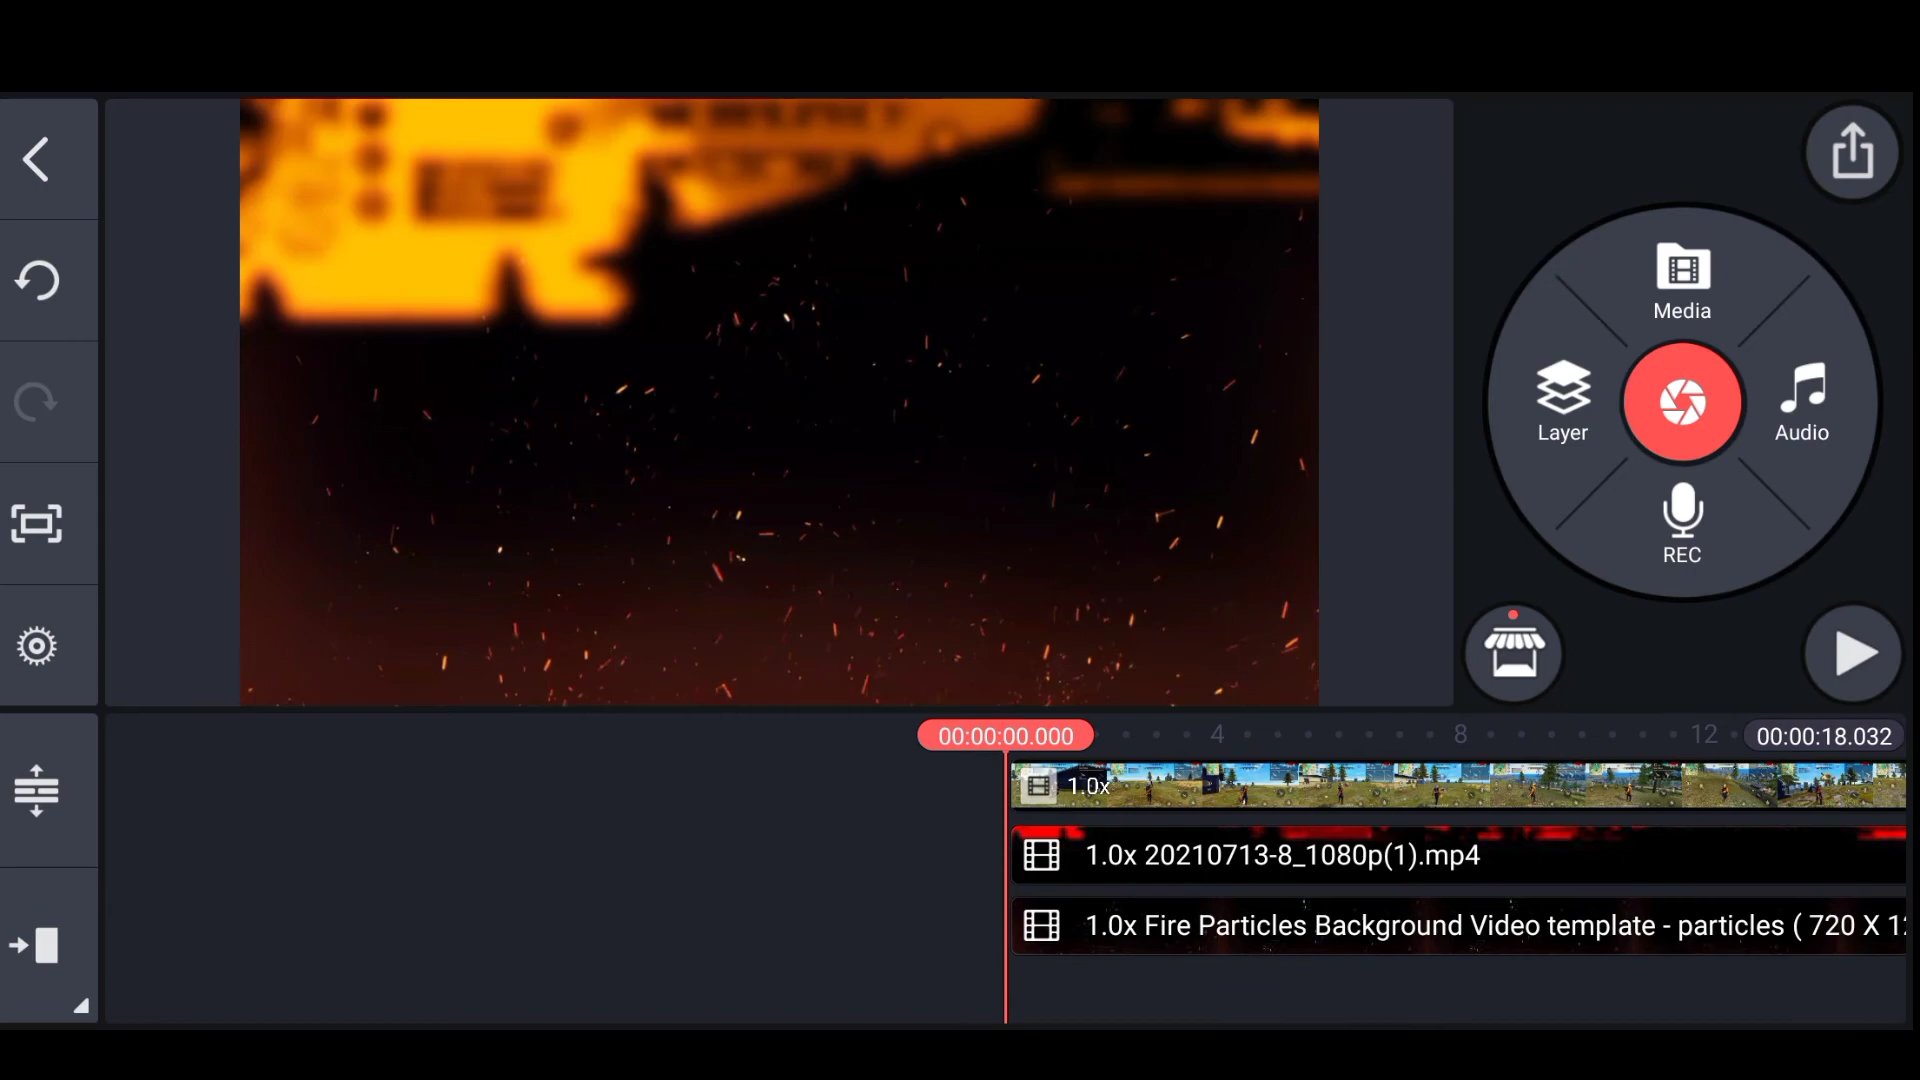 Media
Layer
Audio
REC
00:00:00.000
4
8
12
00:00:18.032
1.0x
1.0x 20210713-8_1080p(1).mp4
1.0x Fire Particles Background Video template - particles ( 720 X 1